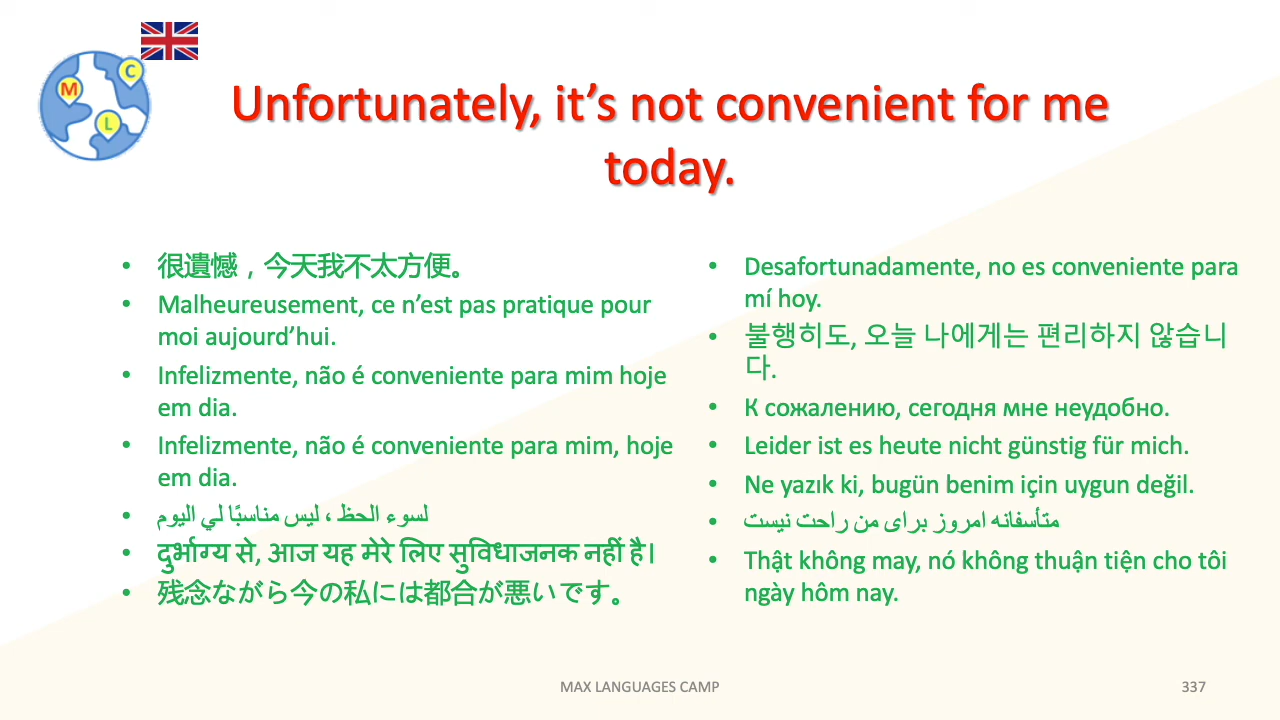 M
C
L
Unfortunately, it’s not convenient for me
today.
• 很遺憾，今天我不太方便。
• Malheureusement, ce n’est pas pratique pour
moi aujourd’hui.
• Infelizmente, não é conveniente para mim hoje
em dia.
• Infelizmente, não é conveniente para mim, hoje
em dia.
• لسوء الحظ ، ليس مناسبًا لي اليوم
• दुर्भाग्य से, आज यह मेरे लिए सुविधाजनक नहीं है।
• 残念ながら今の私には都合が悪いです。
• Desafortunadamente, no es conveniente para
mí hoy.
• 불행히도, 오늘 나에게는 편리하지 않습니
다.
• К сожалению, сегодня мне неудобно.
• Leider ist es heute nicht günstig für mich.
• Ne yazık ki, bugün benim için uygun değil.
• متأسفانه امروز برای من راحت نیست
• Thật không may, nó không thuận tiện cho tôi
ngày hôm nay.
MAX LANGUAGES CAMP
337